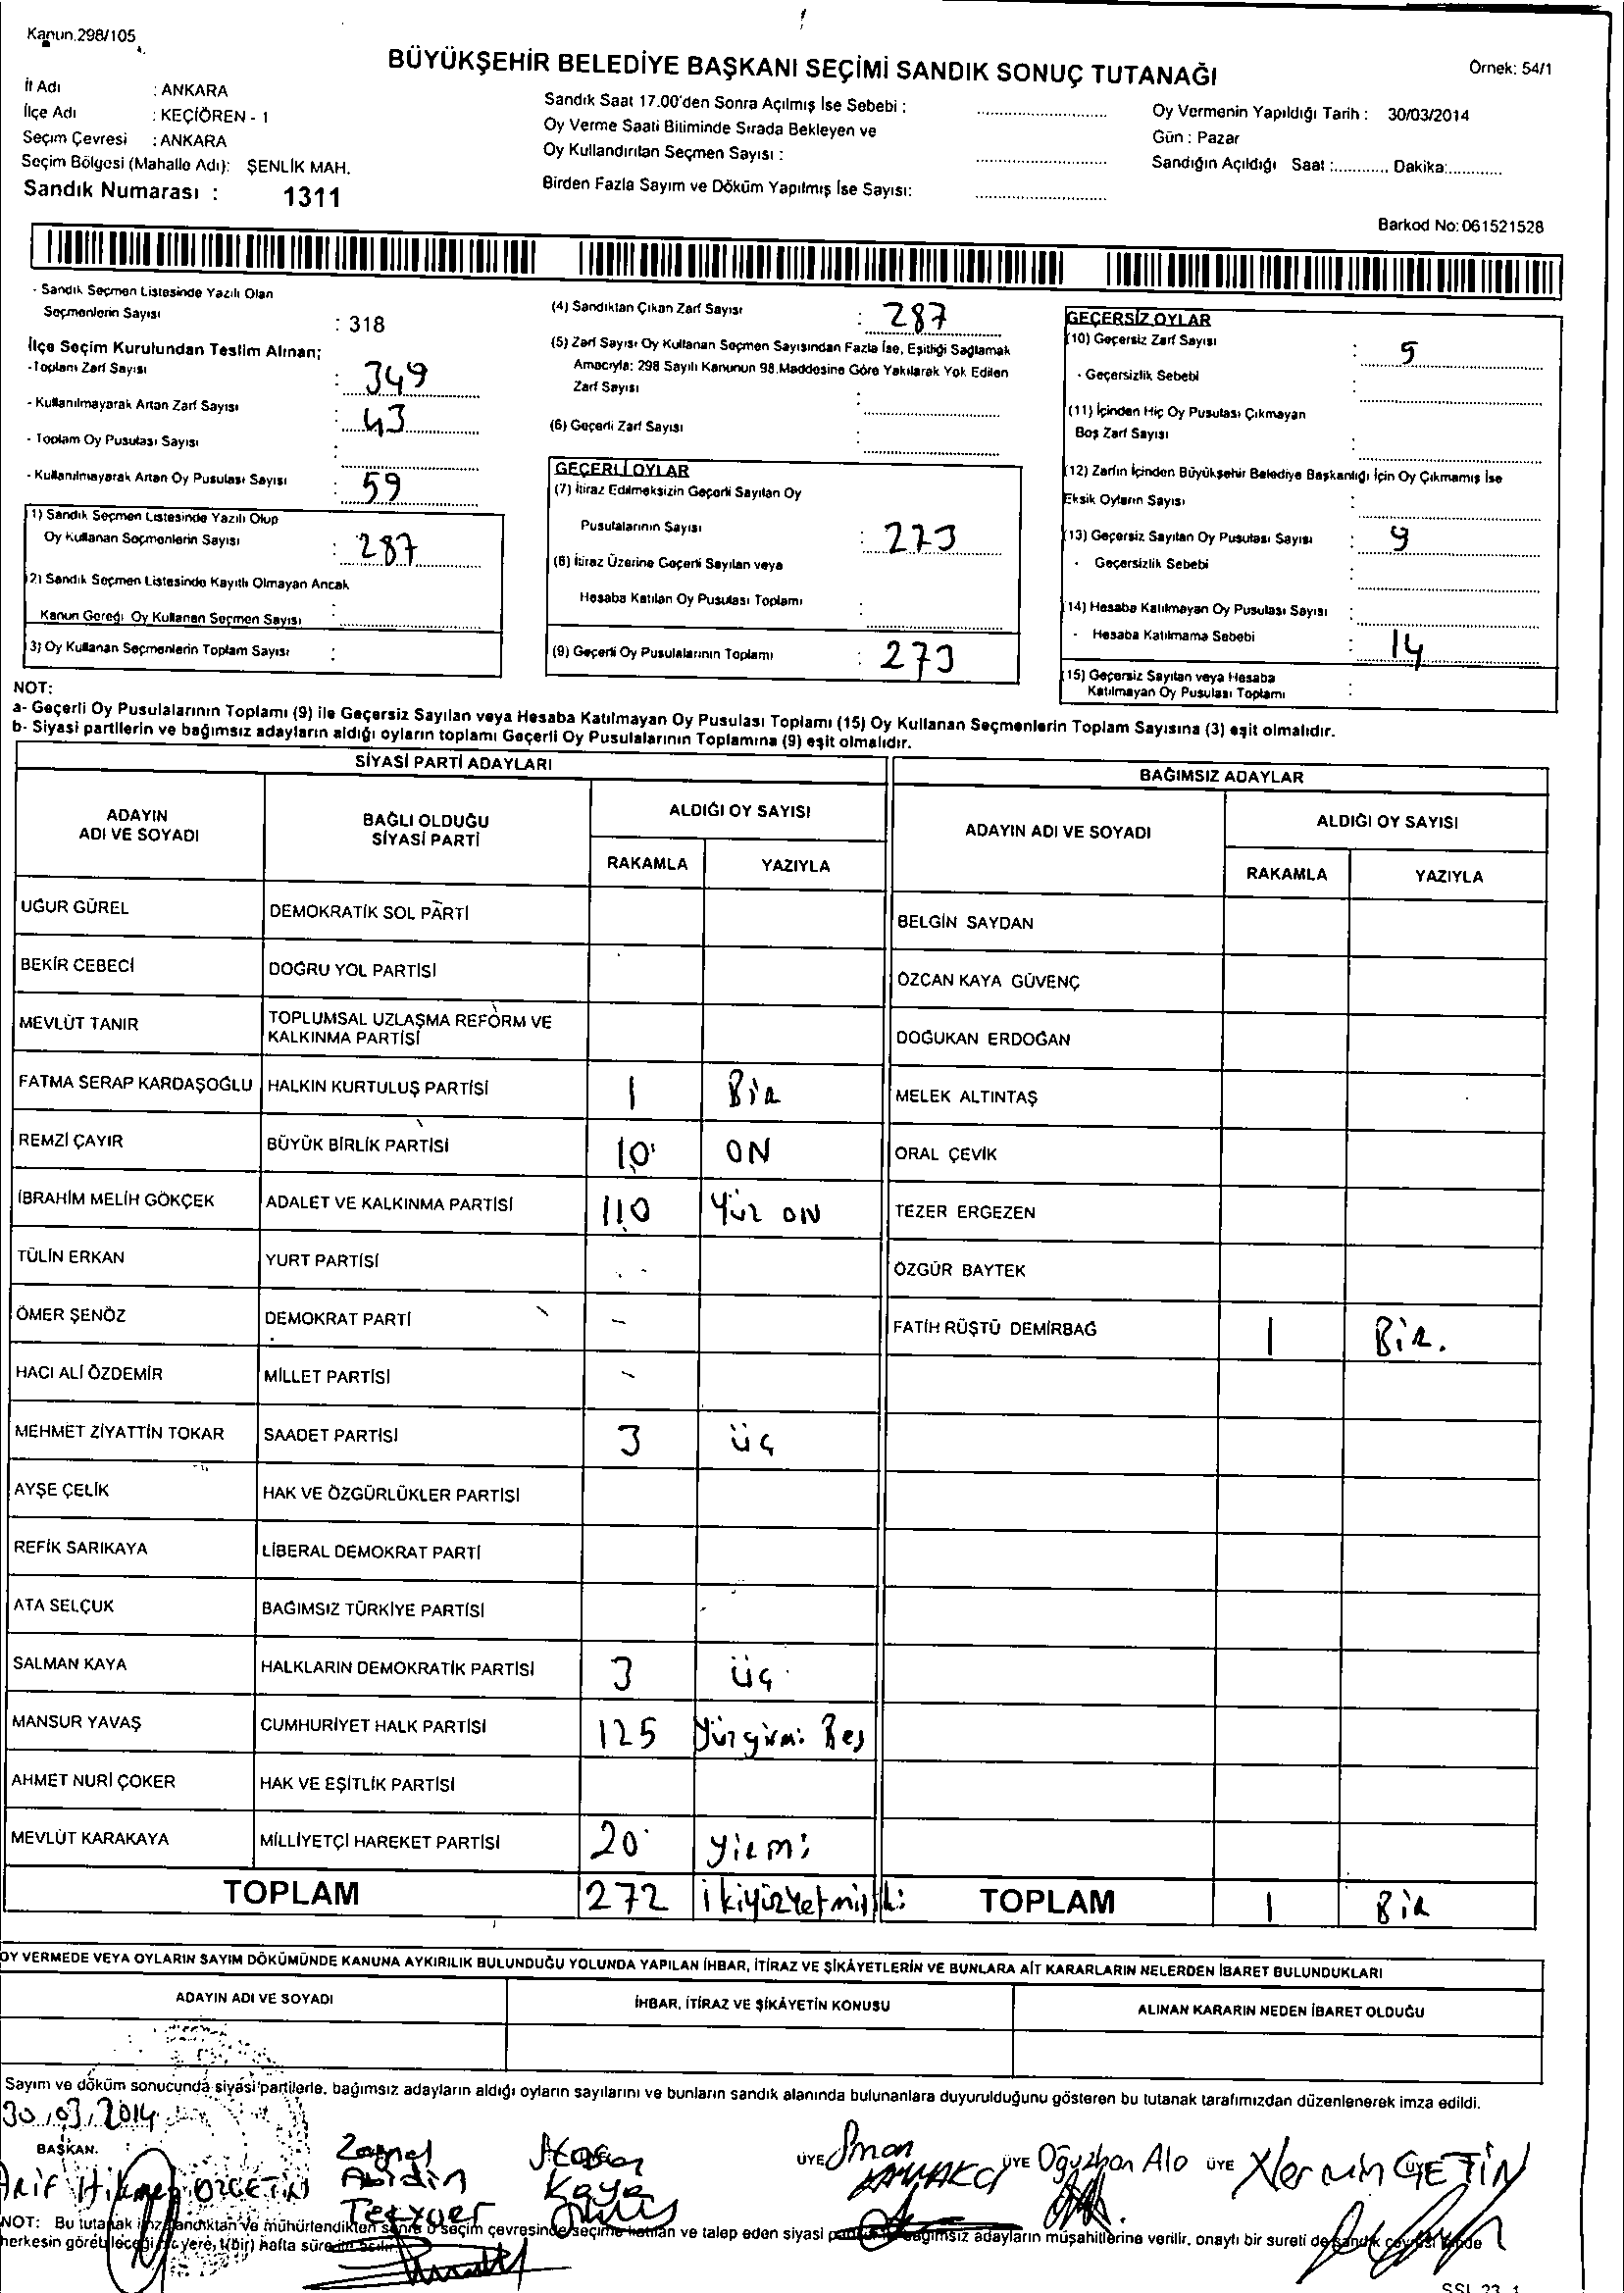 Kanun.298/105
BÜYÜKŞEHİR BELEDİYE BAŞKANI SEÇİMİ SANDIK SONUÇ TUTANAĞI
Örnek: 54/1
İl Adı : ANKARA
İlçe Adı : KEÇİÖREN - 1
Seçim Çevresi : ANKARA
Seçim Bölgesi (Mahalle Adı): ŞENLİK MAH.
Sandık Numarası : 1311
Sandık Saat 17.00'den Sonra Açılmış İse Sebebi :
Oy Verme Saati Bitiminde Sırada Bekleyen ve
Oy Kullandırılan Seçmen Sayısı :
Birden Fazla Sayım ve Döküm Yapılmış İse Sayısı:
Oy Vermenin Yapıldığı Tarih : 30/03/2014
Gün : Pazar
Sandığın Açıldığı Saat :............ Dakika:............
Barkod No:061521528
- Sandık Seçmen Listesinde Yazılı Olan
Seçmenlerin Sayısı : 318
İlçe Seçim Kurulundan Teslim Alınan;
-Toplam Zarf Sayısı : 349
- Kullanılmayarak Artan Zarf Sayısı : 43
- Toplam Oy Pusulası Sayısı :
- Kullanılmayarak Artan Oy Pusulası Sayısı : 59
1) Sandık Seçmen Listesinde Yazılı Olup
Oy Kullanan Seçmenlerin Sayısı : 287
2) Sandık Seçmen Listesinde Kayıtlı Olmayan Ancak
Kanun Gereği Oy Kullanan Seçmen Sayısı :
3) Oy Kullanan Seçmenlerin Toplam Sayısı :
(4) Sandıktan Çıkan Zarf Sayısı : 287
(5) Zarf Sayısı Oy Kullanan Seçmen Sayısından Fazla İse, Eşitliği Sağlamak
Amacıyla: 298 Sayılı Kanunun 98.Maddesine Göre Yakılarak Yok Edilen
Zarf Sayısı :
(6) Geçerli Zarf Sayısı :
GEÇERLİ OYLAR
(7) İtiraz Edilmeksizin Geçerli Sayılan Oy
Pusulalarının Sayısı : 273
(8) İtiraz Üzerine Geçerli Sayılan veya
Hesaba Katılan Oy Pusulası Toplamı :
(9) Geçerli Oy Pusulalarının Toplamı : 273
GEÇERSİZ OYLAR
(10) Geçersiz Zarf Sayısı : 5
- Geçersizlik Sebebi :
(11) İçinden Hiç Oy Pusulası Çıkmayan
Boş Zarf Sayısı :
(12) Zarfın İçinden Büyükşehir Belediye Başkanlığı İçin Oy Çıkmamış İse
Eksik Oyların Sayısı :
(13) Geçersiz Sayılan Oy Pusulası Sayısı : 9
- Geçersizlik Sebebi :
(14) Hesaba Katılmayan Oy Pusulası Sayısı :
- Hesaba Katılmama Sebebi : 14
(15) Geçersiz Sayılan veya Hesaba
Katılmayan Oy Pusulası Toplamı :
NOT:
a- Geçerli Oy Pusulalarının Toplamı (9) ile Geçersiz Sayılan veya Hesaba Katılmayan Oy Pusulası Toplamı (15) Oy Kullanan Seçmenlerin Toplam Sayısına (3) eşit olmalıdır.
b- Siyasi partilerin ve bağımsız adayların aldığı oyların toplamı Geçerli Oy Pusulalarının Toplamına (9) eşit olmalıdır.
SİYASİ PARTİ ADAYLARI
BAĞIMSIZ ADAYLAR
ADAYIN ADI VE SOYADI
BAĞLI OLDUĞU SİYASİ PARTİ
ALDIĞI OY SAYISI
RAKAMLA YAZIYLA
ADAYIN ADI VE SOYADI
ALDIĞI OY SAYISI
RAKAMLA YAZIYLA
UĞUR GÜREL DEMOKRATİK SOL PARTİ BELGİN SAYDAN
BEKİR CEBECİ DOĞRU YOL PARTİSİ ÖZCAN KAYA GÜVENÇ
MEVLÜT TANIR TOPLUMSAL UZLAŞMA REFORM VE KALKINMA PARTİSİ DOĞUKAN ERDOĞAN
FATMA SERAP KARDAŞOĞLU HALKIN KURTULUŞ PARTİSİ 1 BİR MELEK ALTINTAŞ
REMZİ ÇAYIR BÜYÜK BİRLİK PARTİSİ 10 ON ORAL ÇEVİK
İBRAHİM MELİH GÖKÇEK ADALET VE KALKINMA PARTİSİ 110 Yüz ON TEZER ERGEZEN
TÜLİN ERKAN YURT PARTİSİ - ÖZGÜR BAYTEK
ÖMER ŞENÖZ DEMOKRAT PARTİ - FATİH RÜŞTÜ DEMİRBAĞ 1 BİR.
HACI ALİ ÖZDEMİR MİLLET PARTİSİ -
MEHMET ZİYATTİN TOKAR SAADET PARTİSİ 3 üç
AYŞE ÇELİK HAK VE ÖZGÜRLÜKLER PARTİSİ
REFİK SARIKAYA LİBERAL DEMOKRAT PARTİ
ATA SELÇUK BAĞIMSIZ TÜRKİYE PARTİSİ
SALMAN KAYA HALKLARIN DEMOKRATİK PARTİSİ 3 üç
MANSUR YAVAŞ CUMHURİYET HALK PARTİSİ 125 Yüzyirmi Beş
AHMET NURİ ÇOKER HAK VE EŞİTLİK PARTİSİ
MEVLÜT KARAKAYA MİLLİYETÇİ HAREKET PARTİSİ 20 yirmi
TOPLAM 272 ikiyüzyetmişiki TOPLAM 1 BİR
OY VERMEDE VEYA OYLARIN SAYIM DÖKÜMÜNDE KANUNA AYKIRILIK BULUNDUĞU YOLUNDA YAPILAN İHBAR, İTİRAZ VE ŞİKÂYETLERİN VE BUNLARA AİT KARARLARIN NELERDEN İBARET BULUNDUKLARI
ADAYIN ADI VE SOYADI İHBAR, İTİRAZ VE ŞİKÂYETİN KONUSU ALINAN KARARIN NEDEN İBARET OLDUĞU
Sayım ve döküm sonucunda siyasi partilerle, bağımsız adayların aldığı oyların sayılarını ve bunların sandık alanında bulunanlara duyurulduğunu gösteren bu tutanak tarafımızdan düzenlenerek imza edildi.
30.03.2014
BAŞKAN.
Arif Hikmet ÖZÇETİN
Zeynel Abidin
Hasan Kaya
ÜYE
ÜYE Oğuzhan Alo
ÜYE Nermin ÇETİN
ÜYE
NOT: Bu tutanak imzalandıktan ve mühürlendikten sonra o seçim çevresinde seçime katılan ve talep eden siyasi bağımsız adayların müşahitlerine verilir, onaylı bir sureti de sandık çevresi
herkesin görebileceği bir yere, 1(bir) hafta süre ile asılır.
SSL 23_1